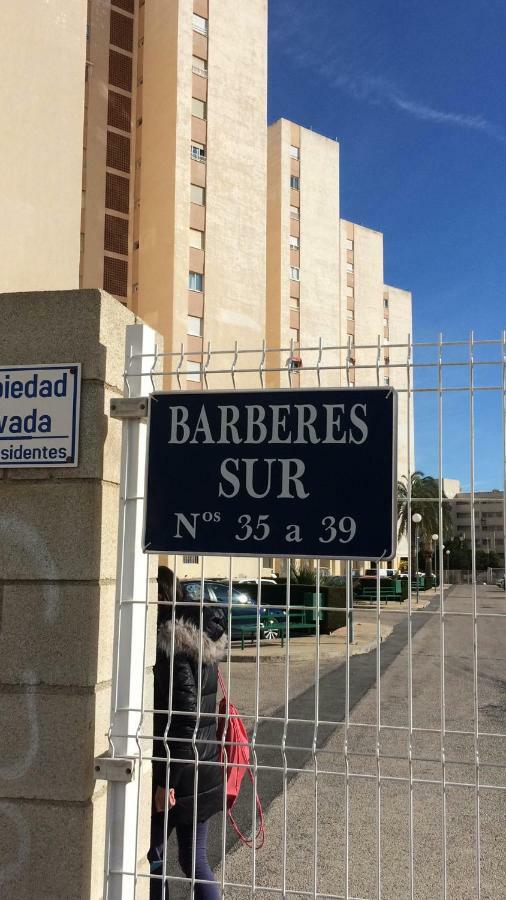 BARBERES
SUR
Nos 35 a 39
piedad
vada
sidentes